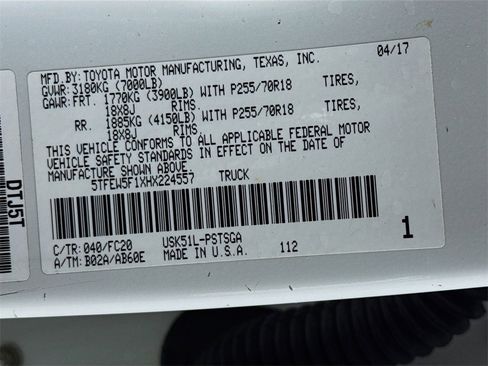 MFD.BY:TOYOTA MOTOR MANUFACTURING, TEXAS, INC. 04/17
GVWR: 3180KG (7000LB)
GAWR:FRT. 1770KG (3900LB) WITH P255/70R18 TIRES,
18X8J RIMS.
RR. 1885KG (4150LB) WITH P255/70R18 TIRES,
18X8J RIMS.
THIS VEHICLE CONFORMS TO ALL APPLICABLE FEDERAL MOTOR
VEHICLE SAFETY STANDARDS IN EFFECT ON THE DATE OF
MANUFACTURE SHOWN ABOVE.
5TFEW5F1XHX224557 TRUCK
C/TR: 040/FC20 USK51L-PSTSGA 1
A/TM: B02A/AB60E MADE IN U.S.A. 112
DTJ5T